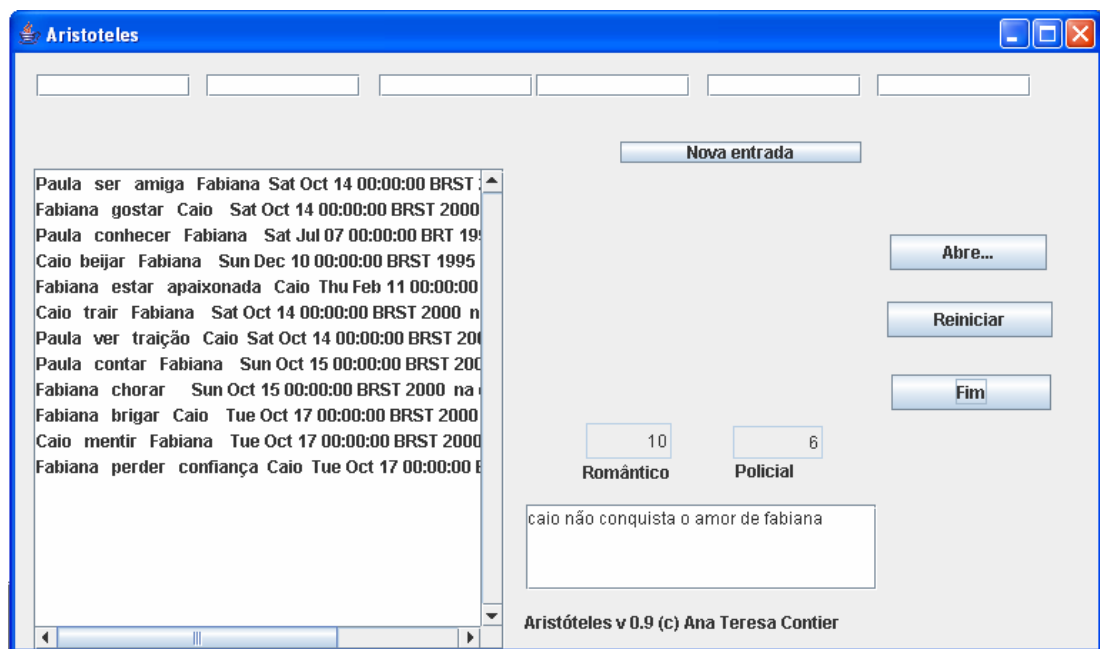 Aristoteles
Nova entrada
Paula ser amiga Fabiana Sat Oct 14 00:00:00 BRST
Fabiana gostar Caio Sat Oct 14 00:00:00 BRST 2000
Paula conhecer Fabiana Sat Jul 07 00:00:00 BRT
Caio beijar Fabiana Sun Dec 10 00:00:00 BRST 1995
Fabiana estar apaixonada Caio Thu Feb 11 00:00:00
Caio trair Fabiana Sat Oct 14 00:00:00 BRST 2000
Paula ver traição Caio Sat Oct 14 00:00:00 BRST
Paula contar Fabiana Sun Oct 15 00:00:00 BRST
Fabiana chorar Sun Oct 15 00:00:00 BRST 2000 na
Fabiana brigar Caio Tue Oct 17 00:00:00 BRST 2000
Caio mentir Fabiana Tue Oct 17 00:00:00 BRST 2000
Fabiana perder confiança Caio Tue Oct 17 00:00:00
Abre...
Reiniciar
Fim
10
6
Romântico
Policial
caio não conquista o amor de fabiana
Aristóteles v 0.9 (c) Ana Teresa Contier